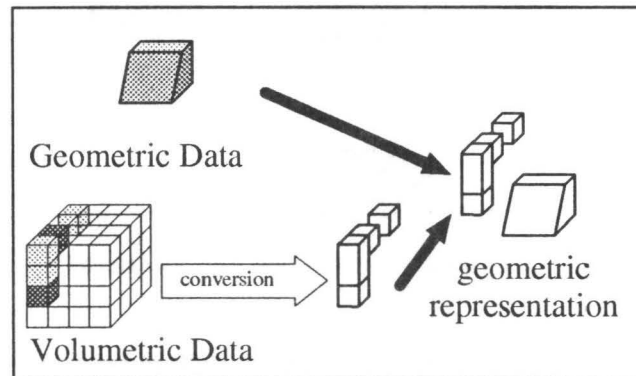 Geometric Data
conversion
geometric
representation
Volumetric Data